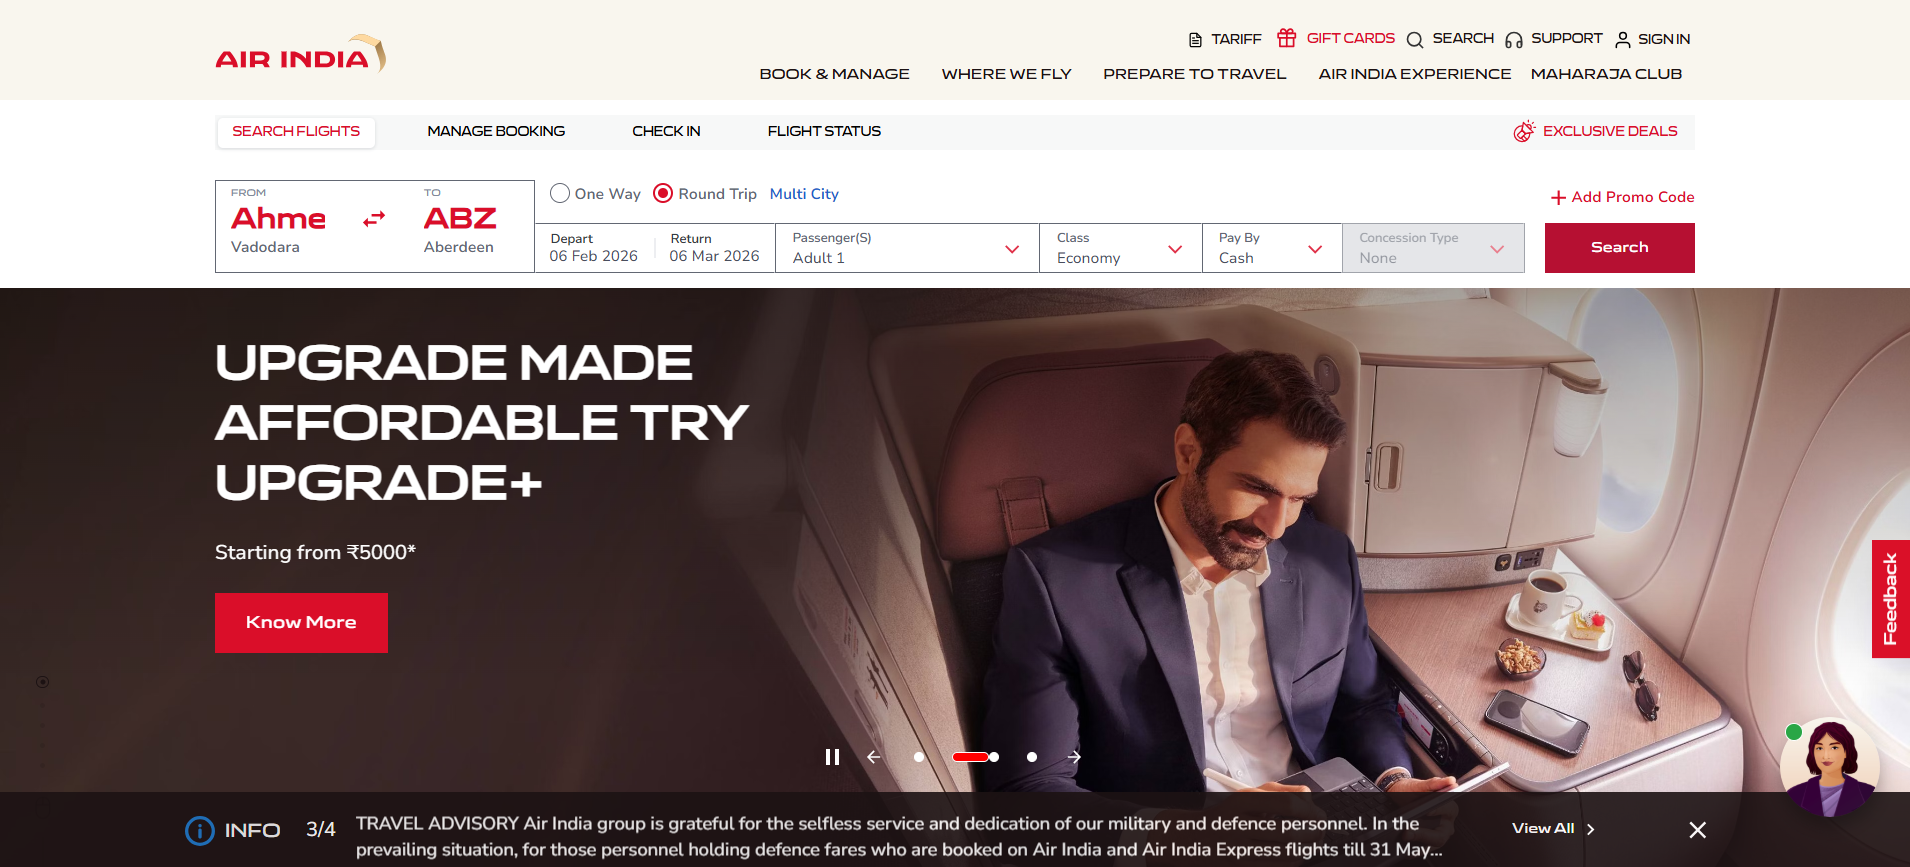 AIR INDIA
TARIFF
GIFT CARDS
SEARCH
SUPPORT
SIGN IN
BOOK & MANAGE
WHERE WE FLY
PREPARE TO TRAVEL
AIR INDIA EXPERIENCE
MAHARAJA CLUB
SEARCH FLIGHTS
MANAGE BOOKING
CHECK IN
FLIGHT STATUS
EXCLUSIVE DEALS
FROM
Ahme
Vadodara
TO
ABZ
Aberdeen
One Way
Round Trip
Multi City
Add Promo Code
Depart
06 Feb 2026
Return
06 Mar 2026
Passenger(S)
Adult 1
Class
Economy
Pay By
Cash
Concession Type
None
Search
UPGRADE MADE
AFFORDABLE TRY
UPGRADE+
Starting from ₹5000*
Know More
Feedback
INFO
3/4
TRAVEL ADVISORY Air India group is grateful for the selfless service and dedication of our military and defence personnel. In the
prevailing situation, for those personnel holding defence fares who are booked on Air India and Air India Express flights till 31 May...
View All